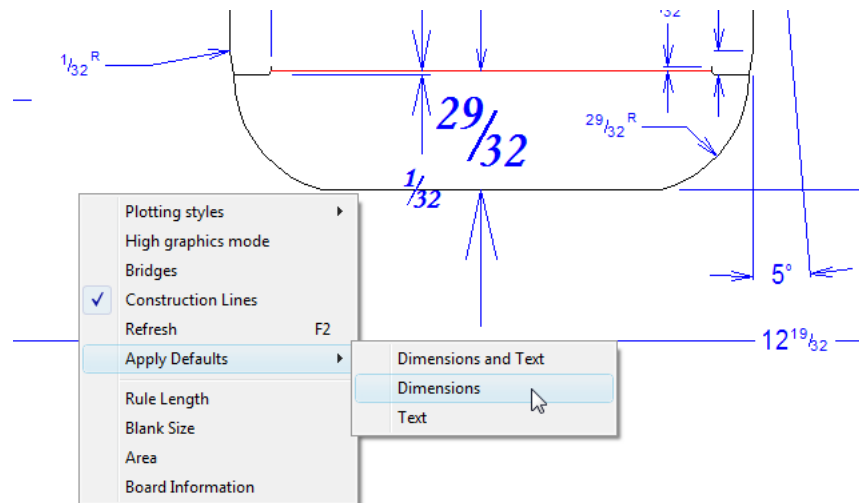 /32
1/32 R
29/32
29/32 R
1/32
Plotting styles
High graphics mode
Bridges
Construction Lines
Refresh F2
Apply Defaults
Rule Length
Blank Size
Area
Board Information
Dimensions and Text
Dimensions
Text
5°
12 19/32